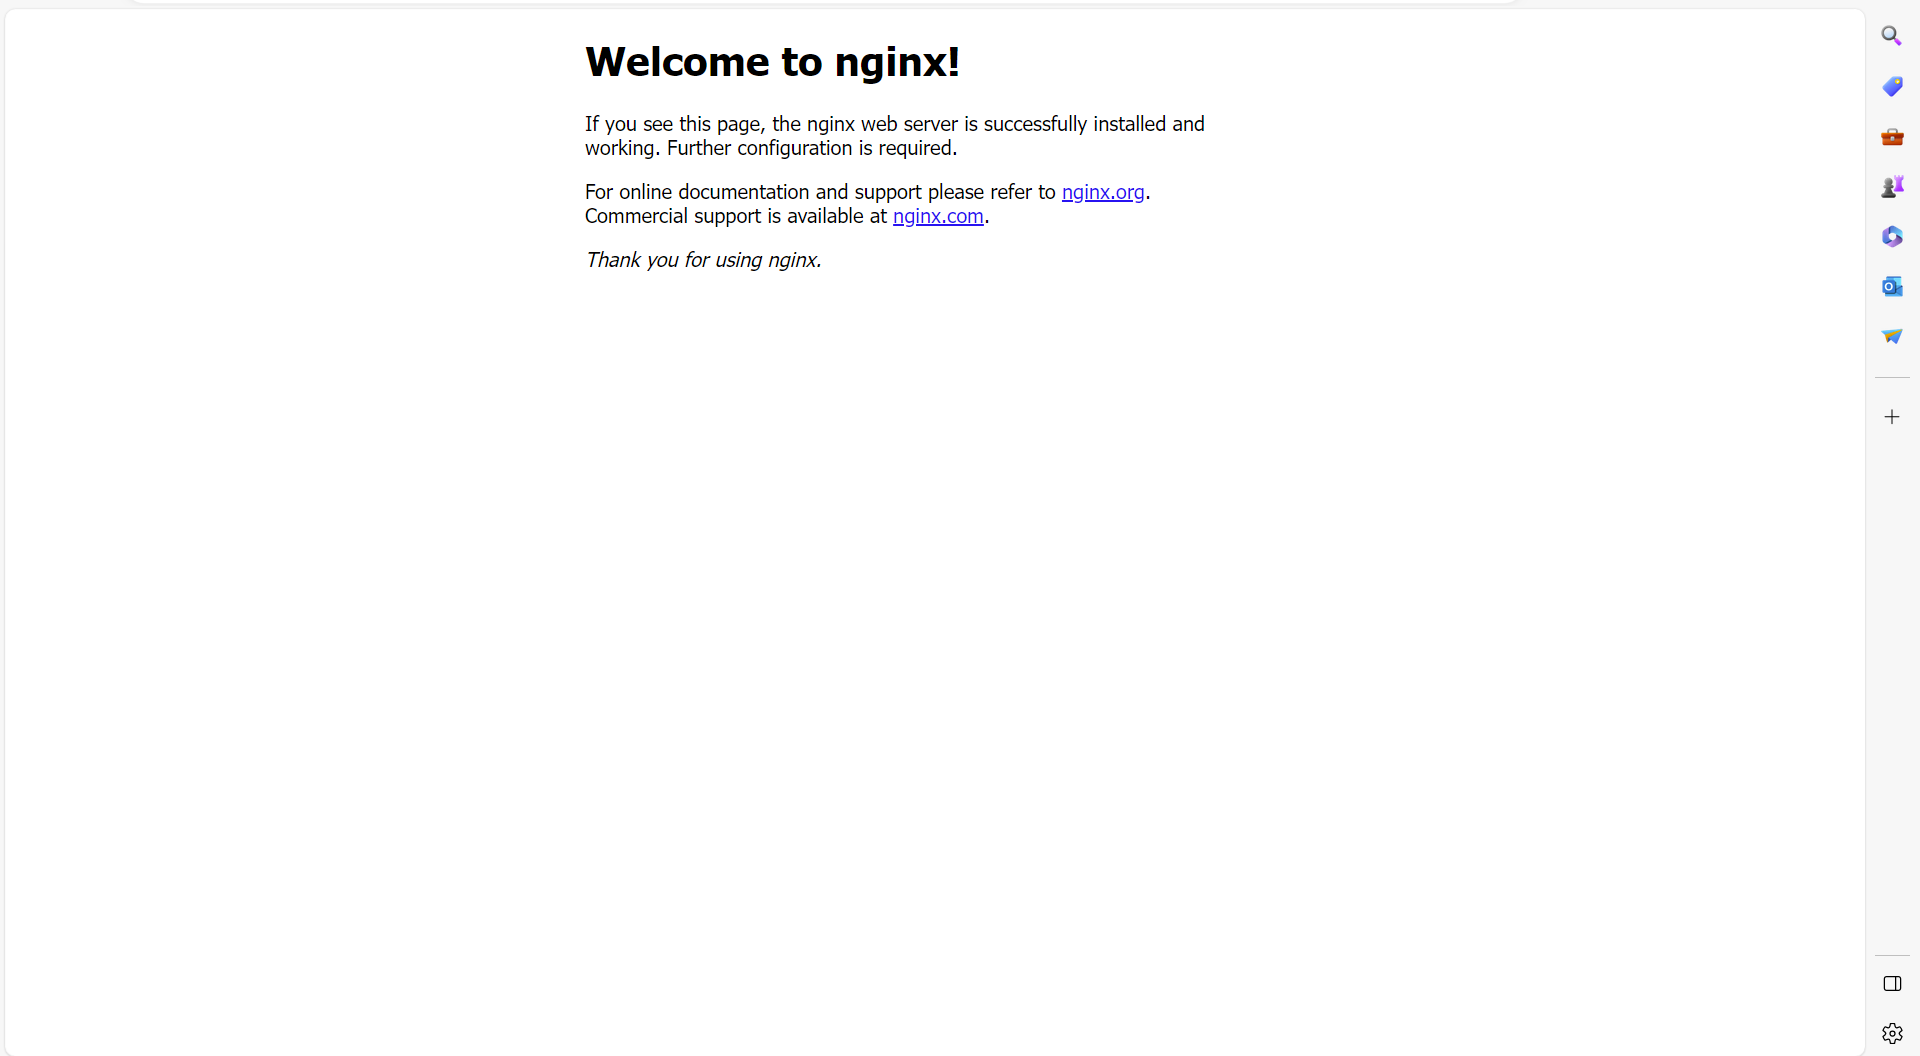 Welcome to nginx!
If you see this page, the nginx web server is successfully installed and
working. Further configuration is required.
For online documentation and support please refer to nginx.org.
Commercial support is available at nginx.com.
Thank you for using nginx.